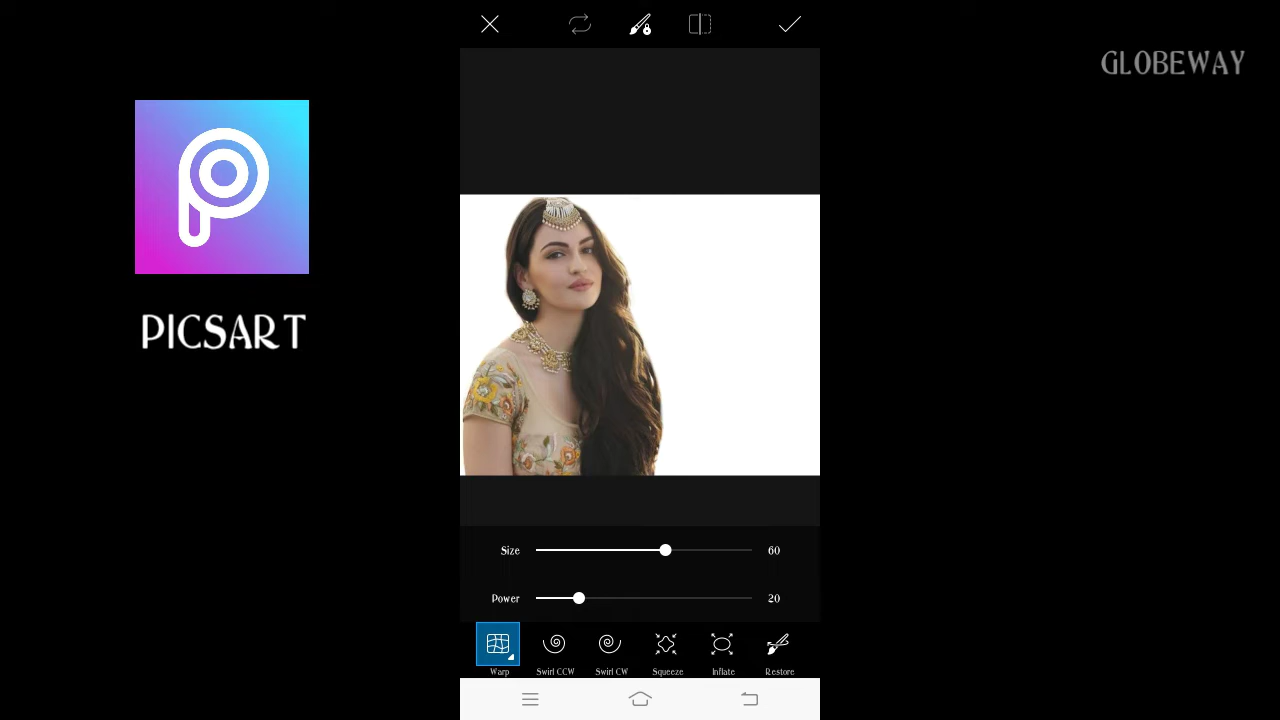 GLOBEWAY
PICSART
Size 60
Power 20
Warp Swirl CCW Swirl CW Squeeze Inflate Restore